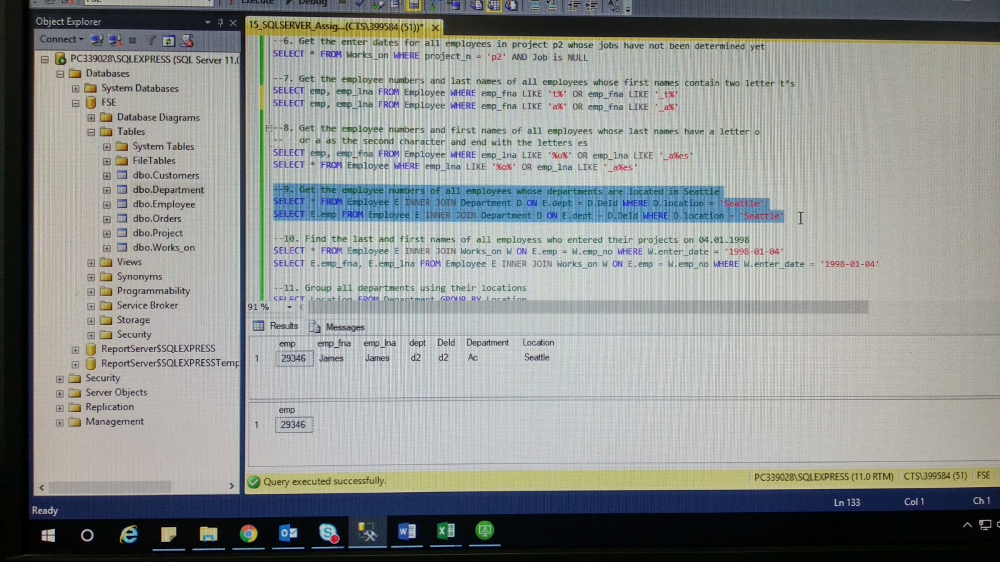 Execute
Debug
Object Explorer
15_SQLSERVER_Assig...(CTS\399584 (51))*
Connect
PC339028\SQLEXPRESS (SQL Server 11.(
Databases
System Databases
FSE
Database Diagrams
Tables
System Tables
FileTables
dbo.Customers
dbo.Department
dbo.Employee
dbo.Orders
dbo.Project
dbo.Works_on
Views
Synonyms
Programmability
Service Broker
Storage
Security
ReportServer$SQLEXPRESS
ReportServer$SQLEXPRESSTemp
Security
Server Objects
Replication
Management
--6. Get the enter dates for all employees in project p2 whose jobs have not been determined yet
SELECT * FROM Works_on WHERE project_n = 'p2' AND Job is NULL
--7. Get the employee numbers and last names of all employees whose first names contain two letter t's
SELECT emp, emp_lna FROM Employee WHERE emp_fna LIKE 't%' OR emp_fna LIKE '_t%'
SELECT emp, emp_lna FROM Employee WHERE emp_fna LIKE 'a%' OR emp_fna LIKE '_a%'
--8. Get the employee numbers and first names of all employees whose last names have a letter o
-- or a as the second character and end with the letters es
SELECT emp, emp_fna FROM Employee WHERE emp_lna LIKE '%o%' OR emp_lna LIKE '_a%es'
SELECT * FROM Employee WHERE emp_lna LIKE '%o%' OR emp_lna LIKE '_a%es'
--9. Get the employee numbers of all employees whose departments are located in Seattle
SELECT * FROM Employee E INNER JOIN Department D ON E.dept = D.DeId WHERE D.location = 'Seattle'
SELECT E.emp FROM Employee E INNER JOIN Department D ON E.dept = D.DeId WHERE D.location = 'Seattle'
--10. Find the last and first names of all employess who entered their projects on 04.01.1998
SELECT * FROM Employee E INNER JOIN Works_on W ON E.emp = W.emp_no WHERE W.enter_date = '1998-01-04'
SELECT E.emp_fna, E.emp_lna FROM Employee E INNER JOIN Works_on W ON E.emp = W.emp_no WHERE W.enter_date = '1998-01-04'
--11. Group all departments using their locations
SELECT Location FROM Department GROUP BY Location
91 %
Results Messages
emp emp_fna emp_lna dept DeId Department Location
1 29346 James James d2 d2 Ac Seattle
emp
1 29346
Query executed successfully.
PC339028\SQLEXPRESS (11.0 RTM) CTS\399584 (51) FSE
Ready
Ln 133 Col 1 Ch 1